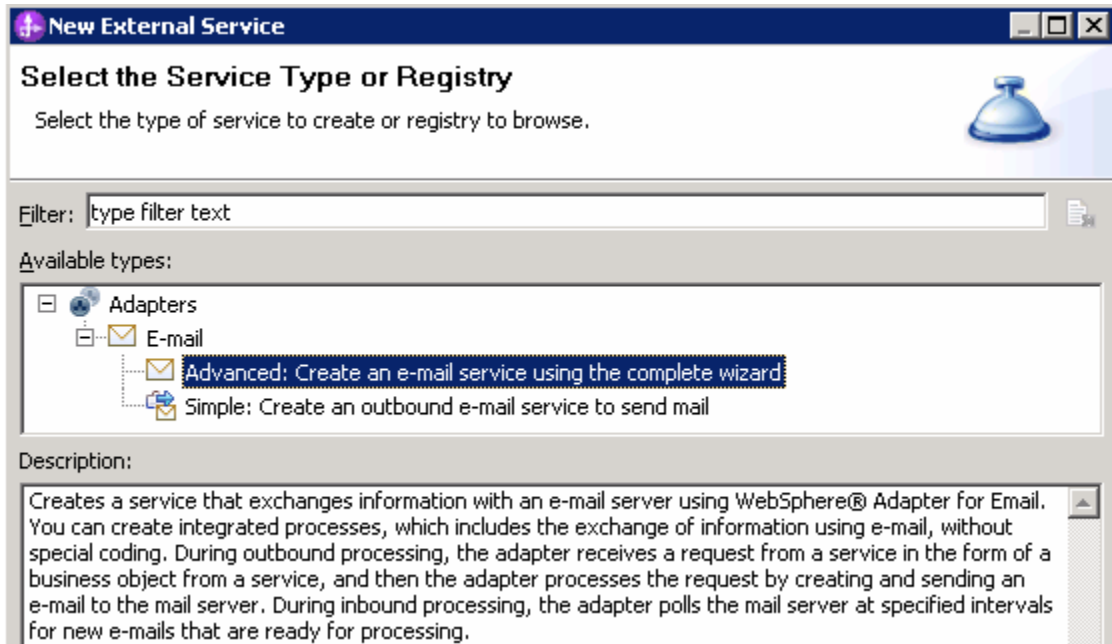 New External Service
Select the Service Type or Registry
Select the type of service to create or registry to browse.
Filter: type filter text
Available types:
Adapters
E-mail
Advanced: Create an e-mail service using the complete wizard
Simple: Create an outbound e-mail service to send mail
Description:
Creates a service that exchanges information with an e-mail server using WebSphere® Adapter for Email.
You can create integrated processes, which includes the exchange of information using e-mail, without
special coding. During outbound processing, the adapter receives a request from a service in the form of a
business object from a service, and then the adapter processes the request by creating and sending an
e-mail to the mail server. During inbound processing, the adapter polls the mail server at specified intervals
for new e-mails that are ready for processing.